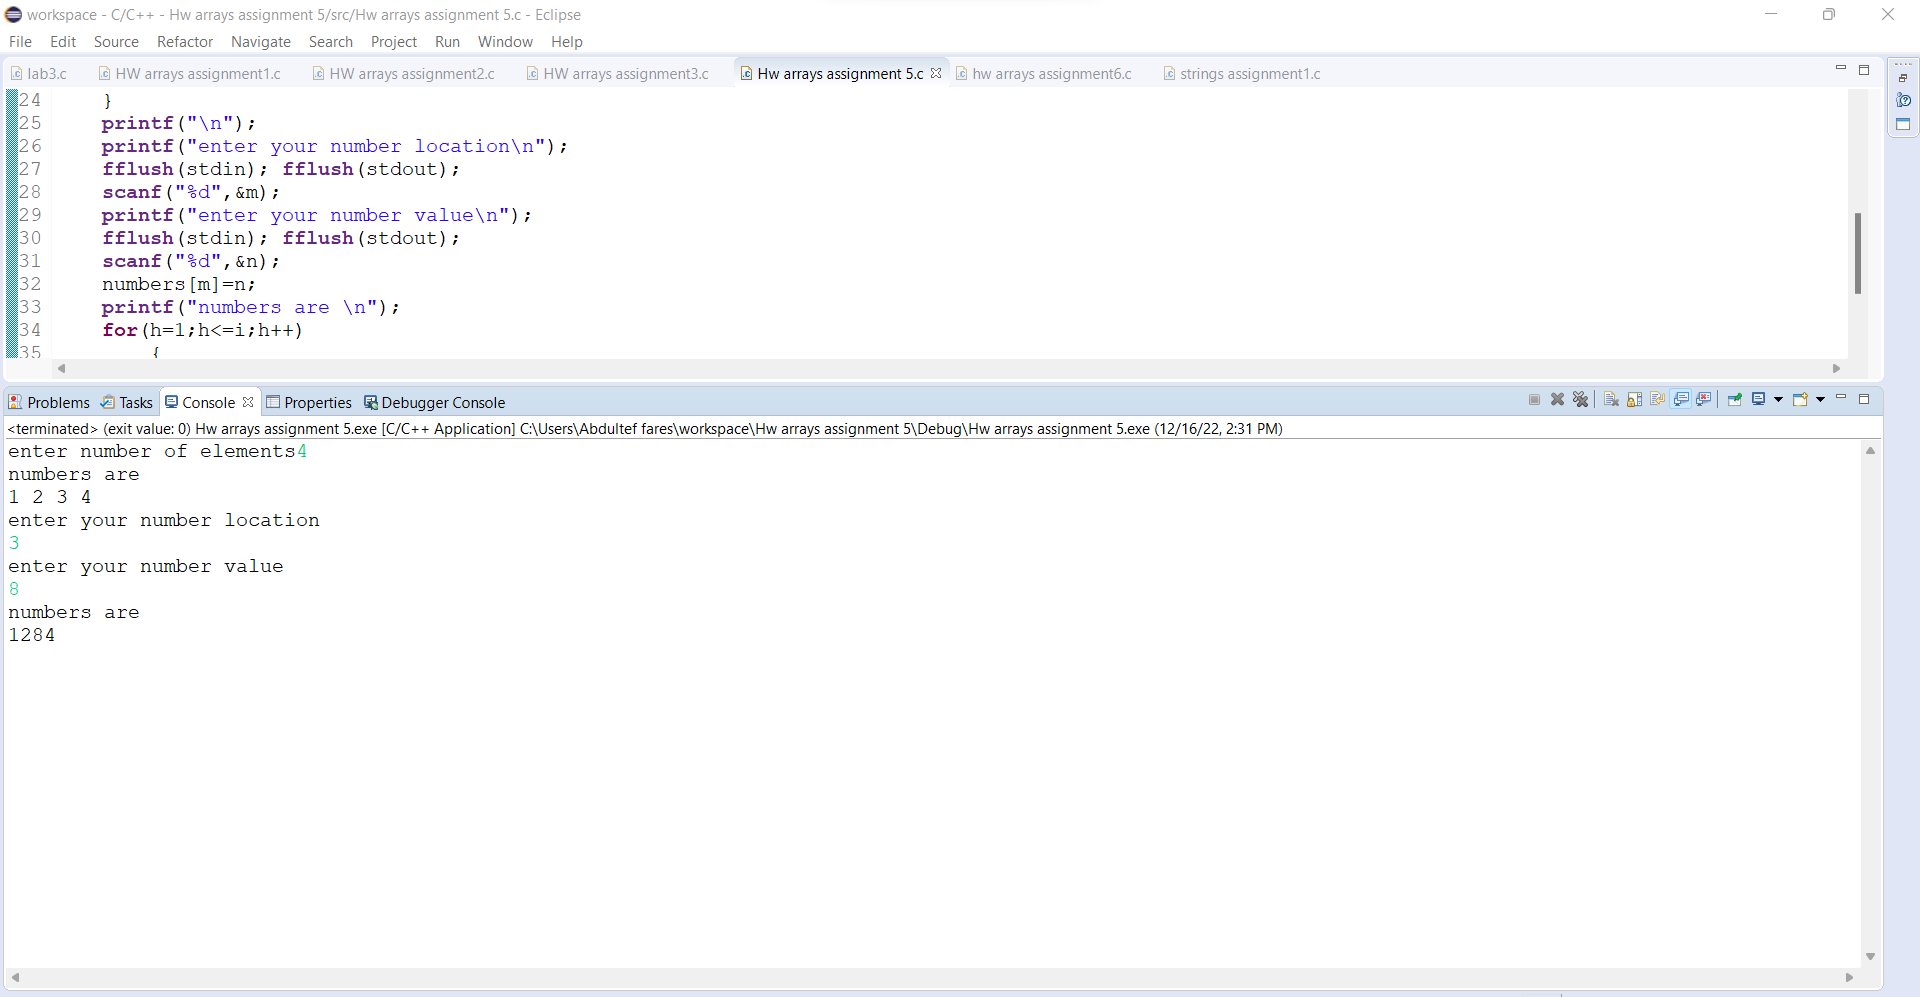 workspace - C/C++ - Hw arrays assignment 5/src/Hw arrays assignment 5.c - Eclipse
File Edit Source Refactor Navigate Search Project Run Window Help
lab3.c HW arrays assignment1.c HW arrays assignment2.c HW arrays assignment3.c Hw arrays assignment 5.c hw arrays assignment6.c strings assignment1.c
24 }
25 printf("\n");
26 printf("enter your number location\n");
27 fflush(stdin); fflush(stdout);
28 scanf("%d",&m);
29 printf("enter your number value\n");
30 fflush(stdin); fflush(stdout);
31 scanf("%d",&n);
32 numbers[m]=n;
33 printf("numbers are \n");
34 for(h=1;h<=i;h++)
35 {
Problems Tasks Console Properties Debugger Console
<terminated> (exit value: 0) Hw arrays assignment 5.exe [C/C++ Application] C:\Users\Abdultef fares\workspace\Hw arrays assignment 5\Debug\Hw arrays assignment 5.exe (12/16/22, 2:31 PM)
enter number of elements4
numbers are
1 2 3 4
enter your number location
3
enter your number value
8
numbers are
1284